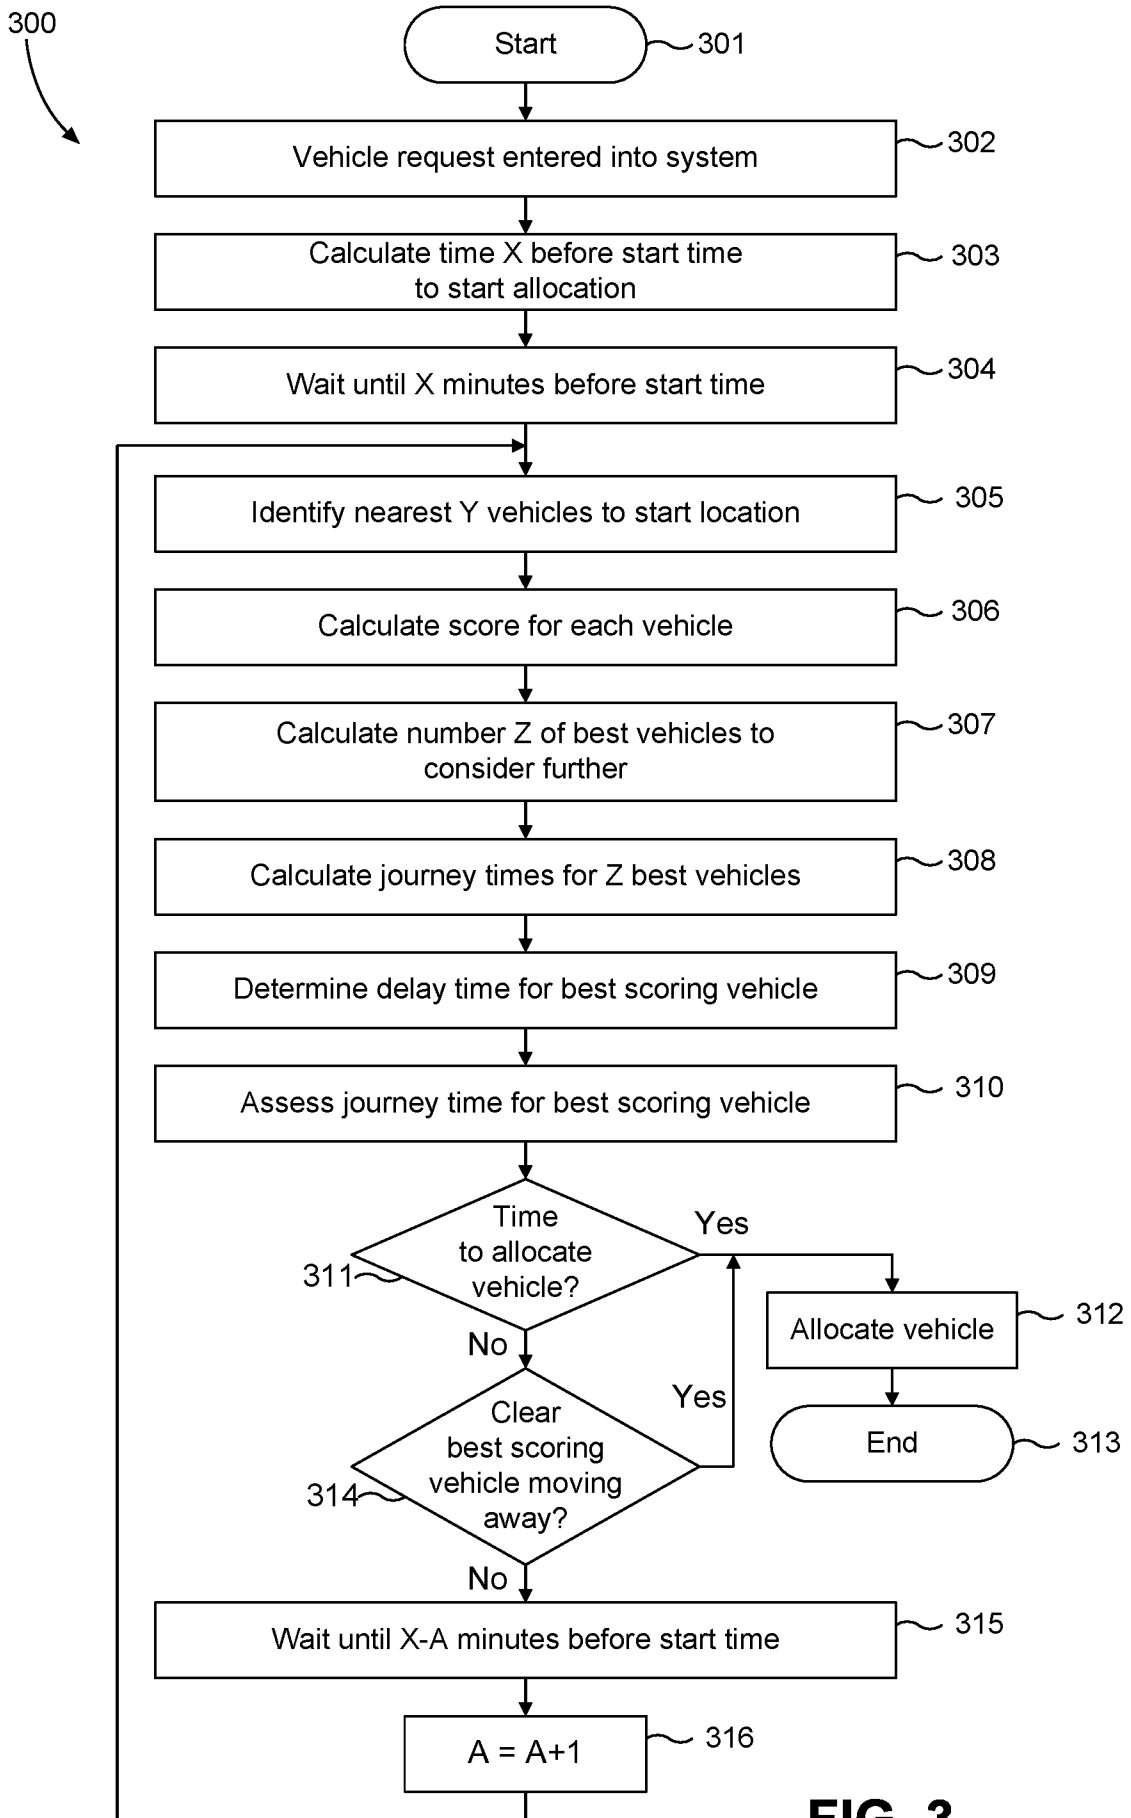 300
Start
301
Vehicle request entered into system
302
Calculate time X before start time
to start allocation
303
Wait until X minutes before start time
304
Identify nearest Y vehicles to start location
305
Calculate score for each vehicle
306
Calculate number Z of best vehicles to
consider further
307
Calculate journey times for Z best vehicles
308
Determine delay time for best scoring vehicle
309
Assess journey time for best scoring vehicle
310
Time
to allocate
vehicle?
311
Yes
Allocate vehicle
312
End
313
No
Clear
best scoring
vehicle moving
away?
314
Yes
No
Wait until X-A minutes before start time
315
A = A+1
316
FIG. 3